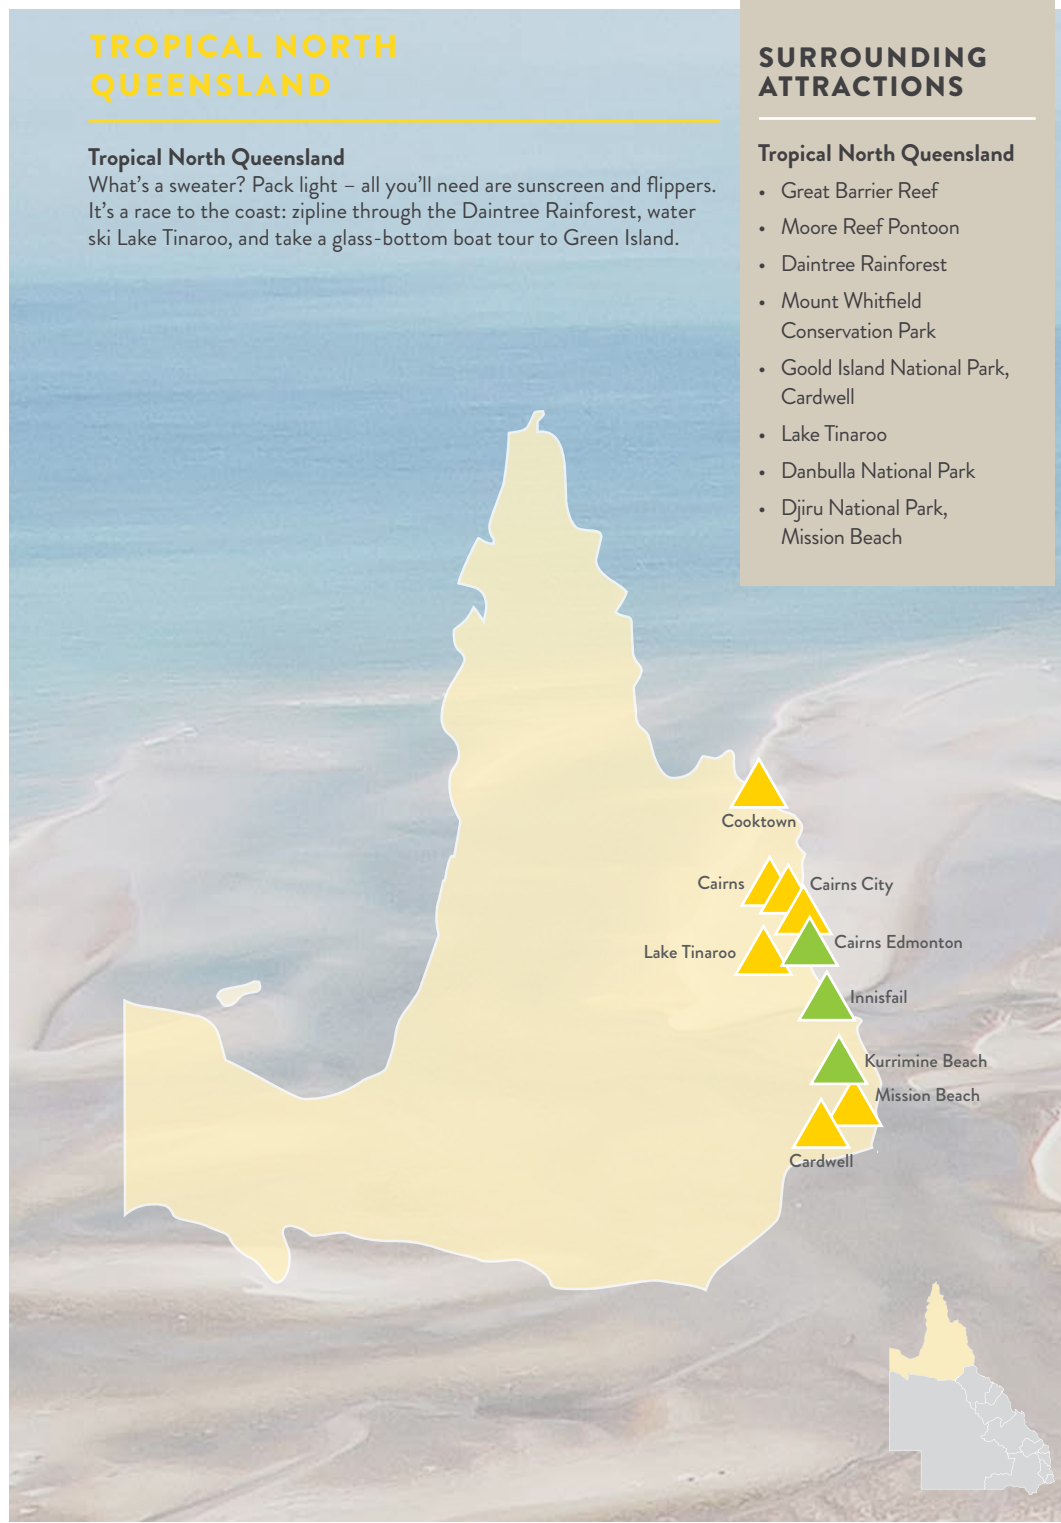 TROPICAL NORTH
QUEENSLAND
Tropical North Queensland
What’s a sweater? Pack light – all you’ll need are sunscreen and flippers.
It’s a race to the coast: zipline through the Daintree Rainforest, water
ski Lake Tinaroo, and take a glass-bottom boat tour to Green Island.
SURROUNDING
ATTRACTIONS
Tropical North Queensland
• Great Barrier Reef
• Moore Reef Pontoon
• Daintree Rainforest
• Mount Whitfield
Conservation Park
• Goold Island National Park,
Cardwell
• Lake Tinaroo
• Danbulla National Park
• Djiru National Park,
Mission Beach
Cooktown
Cairns
Cairns City
Cairns Edmonton
Lake Tinaroo
Innisfail
Kurrimine Beach
Mission Beach
Cardwell